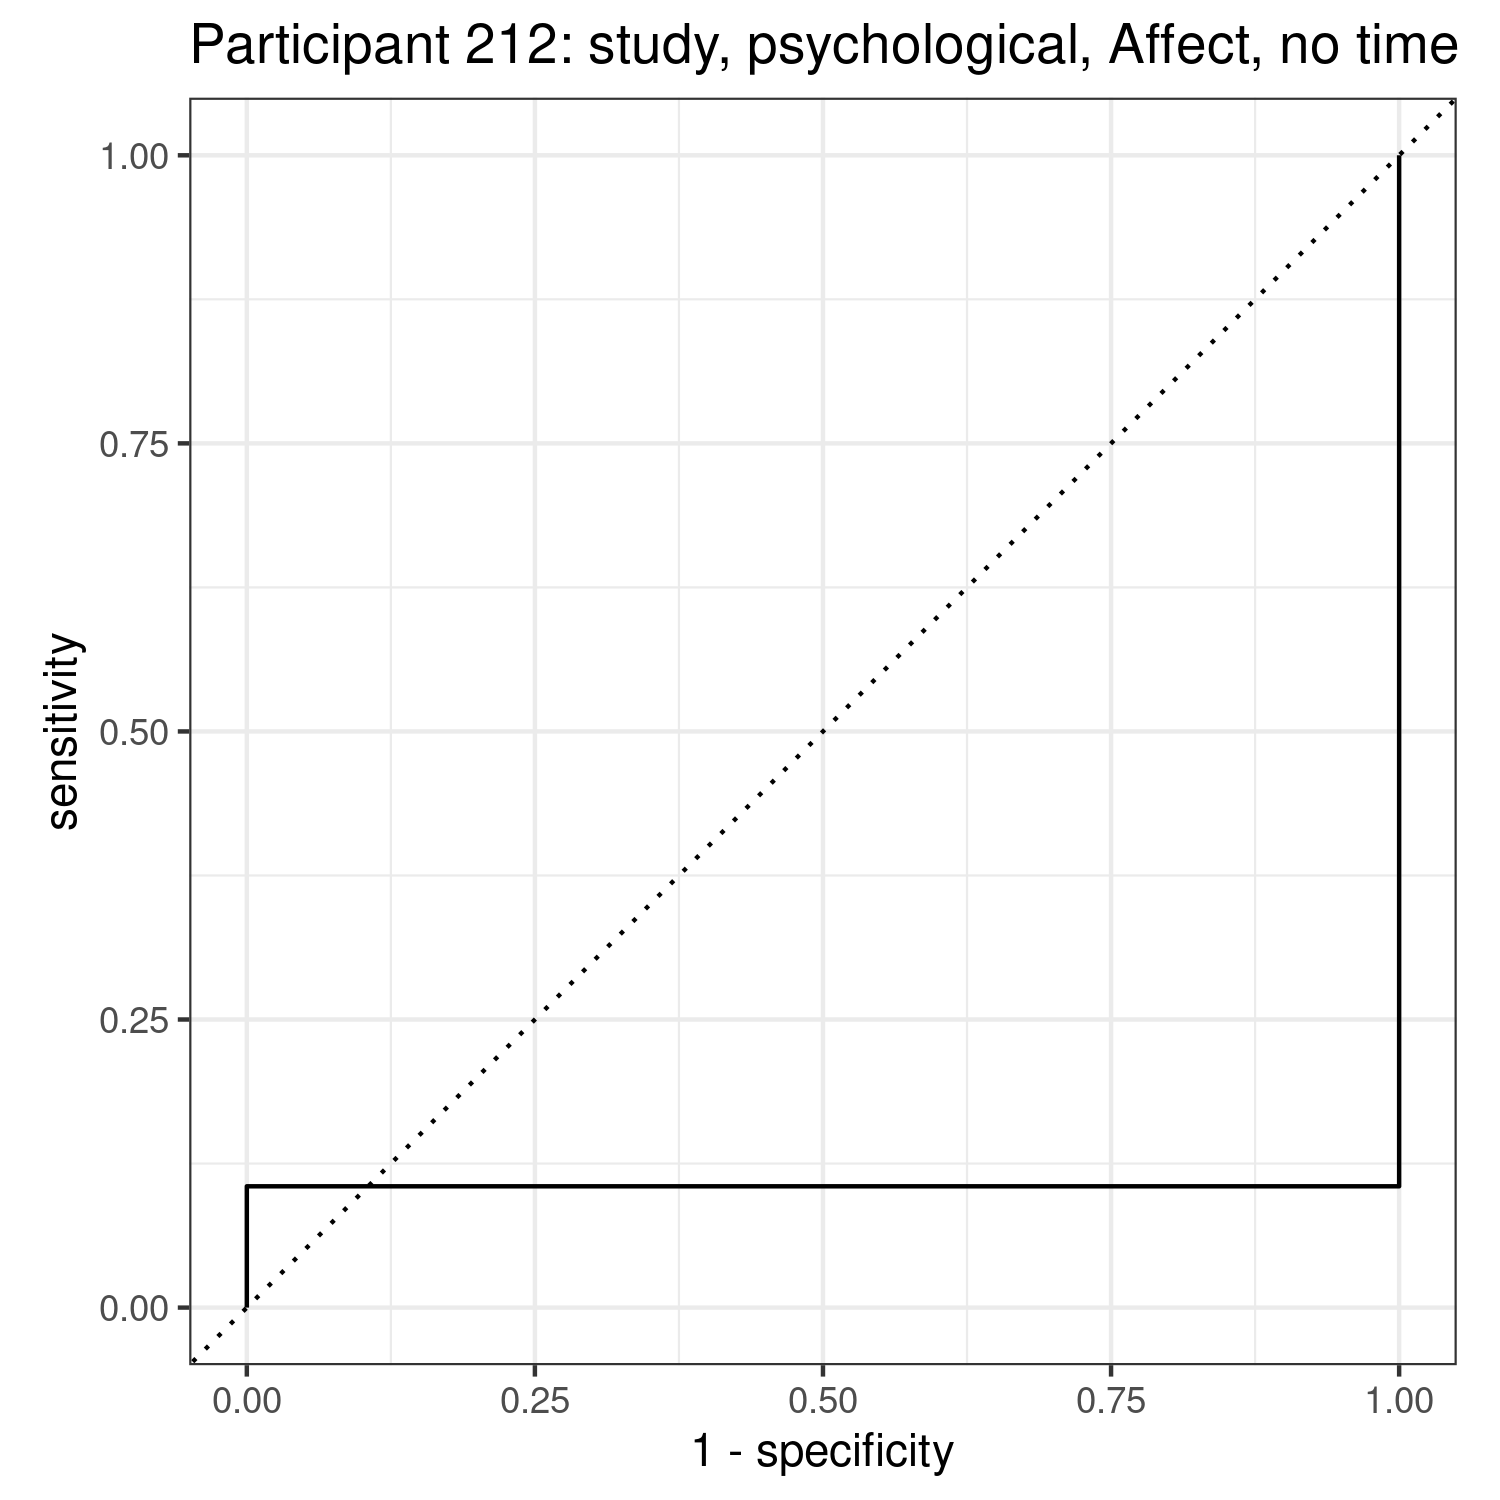 Participant 212: study, psychological, Affect, no time
1.00
0.75
0.50
0.25
0.00
sensitivity
0.00 0.25 0.50 0.75 1.00
1 - specificity